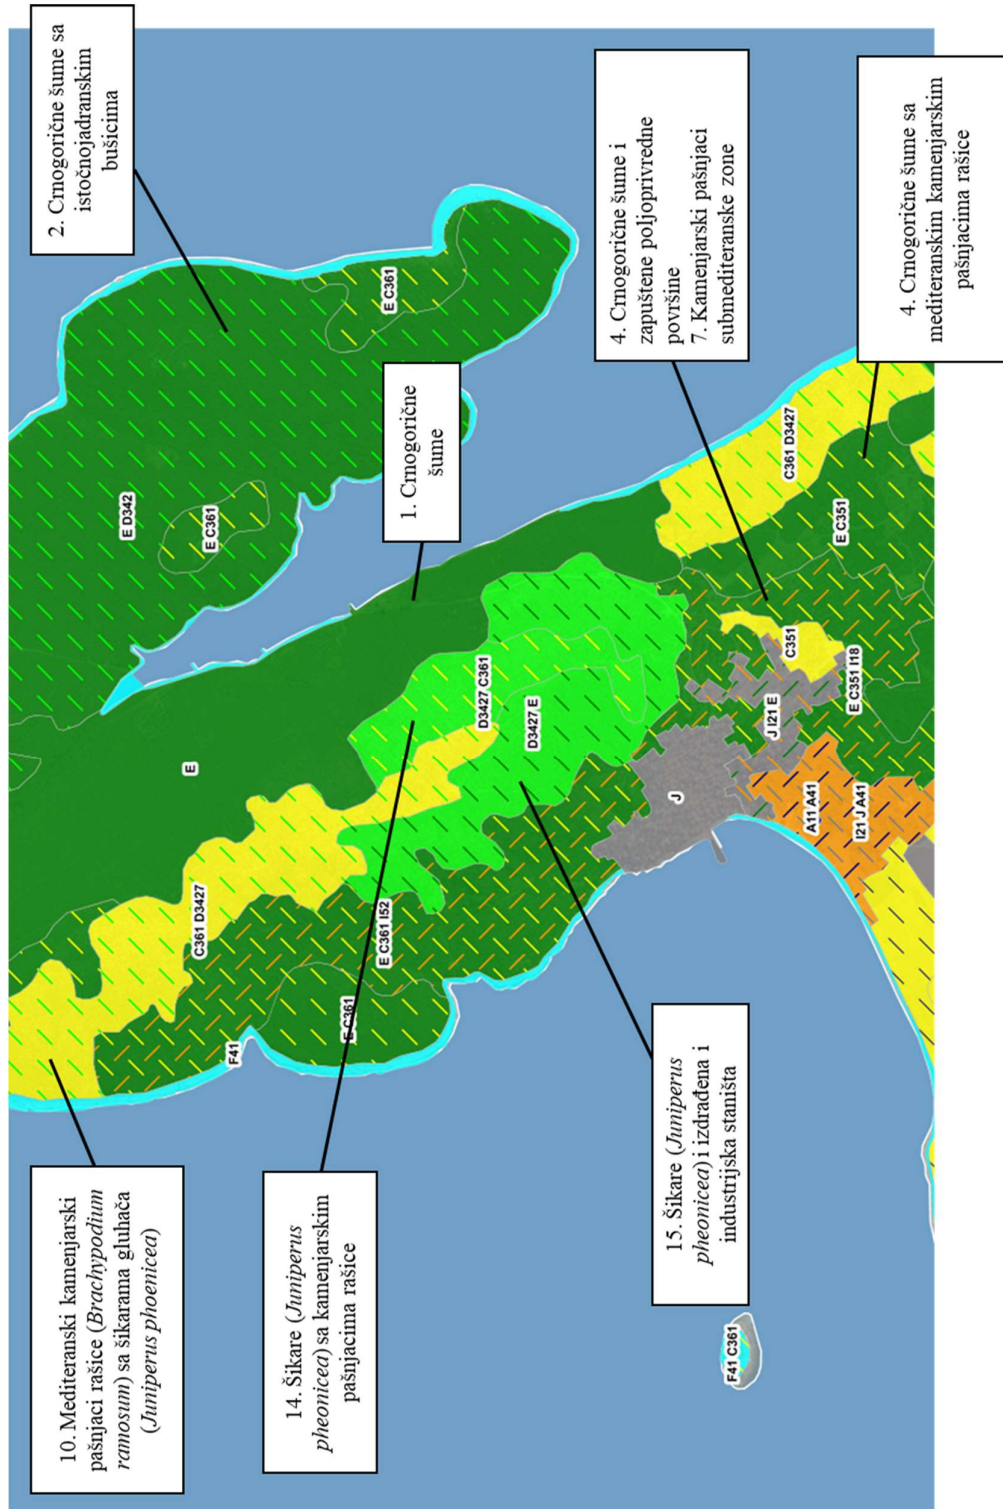 2. Crnogorične šume sa
istočnojadranskim
bušicima
1. Crnogorične
šume
4. Crnogorične šume i
zapuštene poljoprivredne
površine
7. Kamenjarski pašnjaci
submediteranske zone
4. Crnogorične šume sa
mediteranskim kamenjarskim
pašnjacima rašice
E D342
E C361
E C361
E
C361 D3427
D3427 C361
D3427 E
C361 D3427
E C351
C351
E C351 I18
J I21 E
J
A11 A41
I21 J A41
E C361 I52
E C361
F41
F41 C361
10. Mediteranski kamenjarski
pašnjaci rašice (Brachypodium
ramosum) sa šikarama gluhača
(Juniperus phoenicea)
14. Šikare (Juniperus
pheonicea) sa kamenjarskim
pašnjacima rašice
15. Šikare (Juniperus
pheonicea) i izdrađena i
industrijska staništa